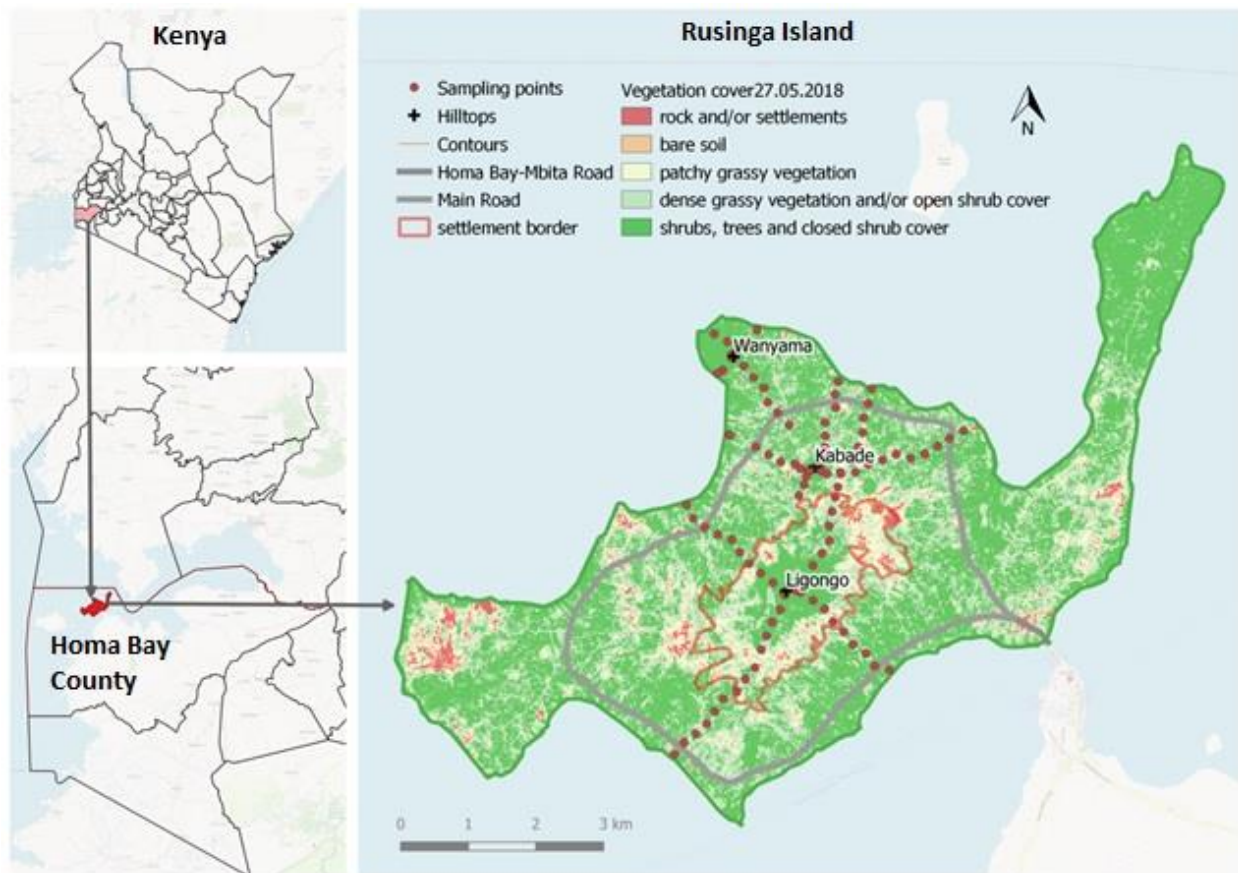 Kenya
Homa Bay
County
Rusinga Island
Sampling points
Hilltops
Contours
Homa Bay-Mbita Road
Main Road
settlement border
Vegetation cover27.05.2018
rock and/or settlements
bare soil
patchy grassy vegetation
dense grassy vegetation and/or open shrub cover
shrubs, trees and closed shrub cover
N
Wanyama
Kabade
Ligongo
0 1 2 3 km